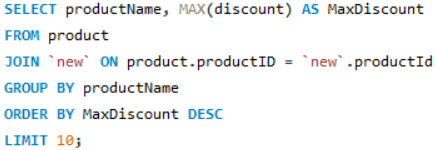 SELECT productName, MAX(discount) AS MaxDiscount
FROM product
JOIN `new` ON product.productID = `new`.productId
GROUP BY productName
ORDER BY MaxDiscount DESC
LIMIT 10;